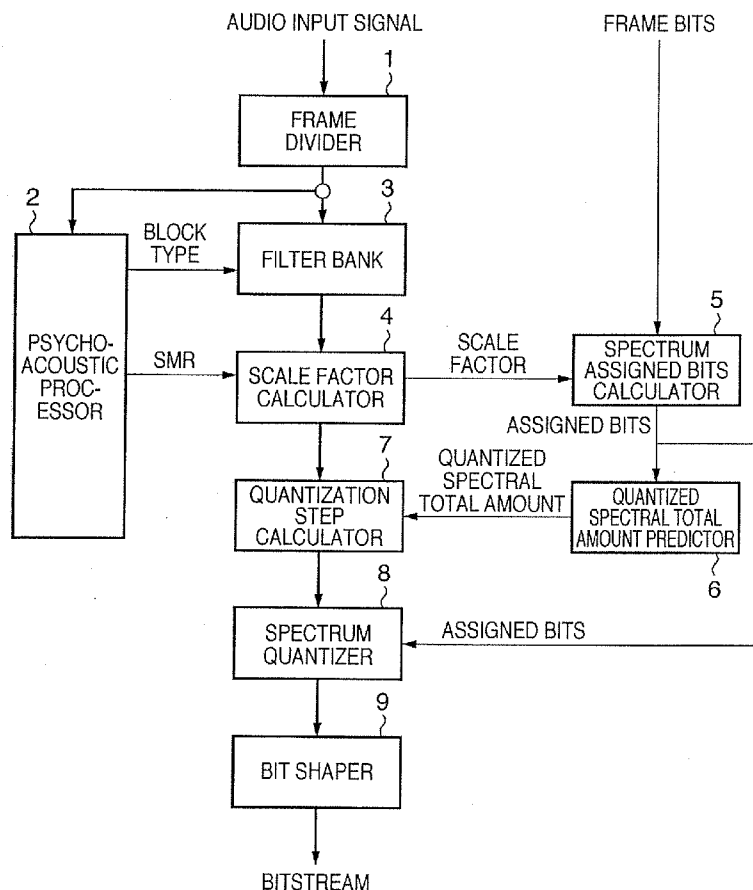 AUDIO INPUT SIGNAL
FRAME BITS
1
FRAME
DIVIDER
2
3
BLOCK
TYPE
FILTER BANK
PSYCHO-
ACOUSTIC
PROC-
ESSOR
SMR
4
SCALE FACTOR
CALCULATOR
SCALE
FACTOR
5
SPECTRUM
ASSIGNED BITS
CALCULATOR
ASSIGNED BITS
7
QUANTIZATION
STEP
CALCULATOR
QUANTIZED
SPECTRAL
TOTAL AMOUNT
QUANTIZED
SPECTRAL TOTAL
AMOUNT PREDICTOR
6
8
SPECTRUM
QUANTIZER
ASSIGNED BITS
9
BIT SHAPER
BITSTREAM